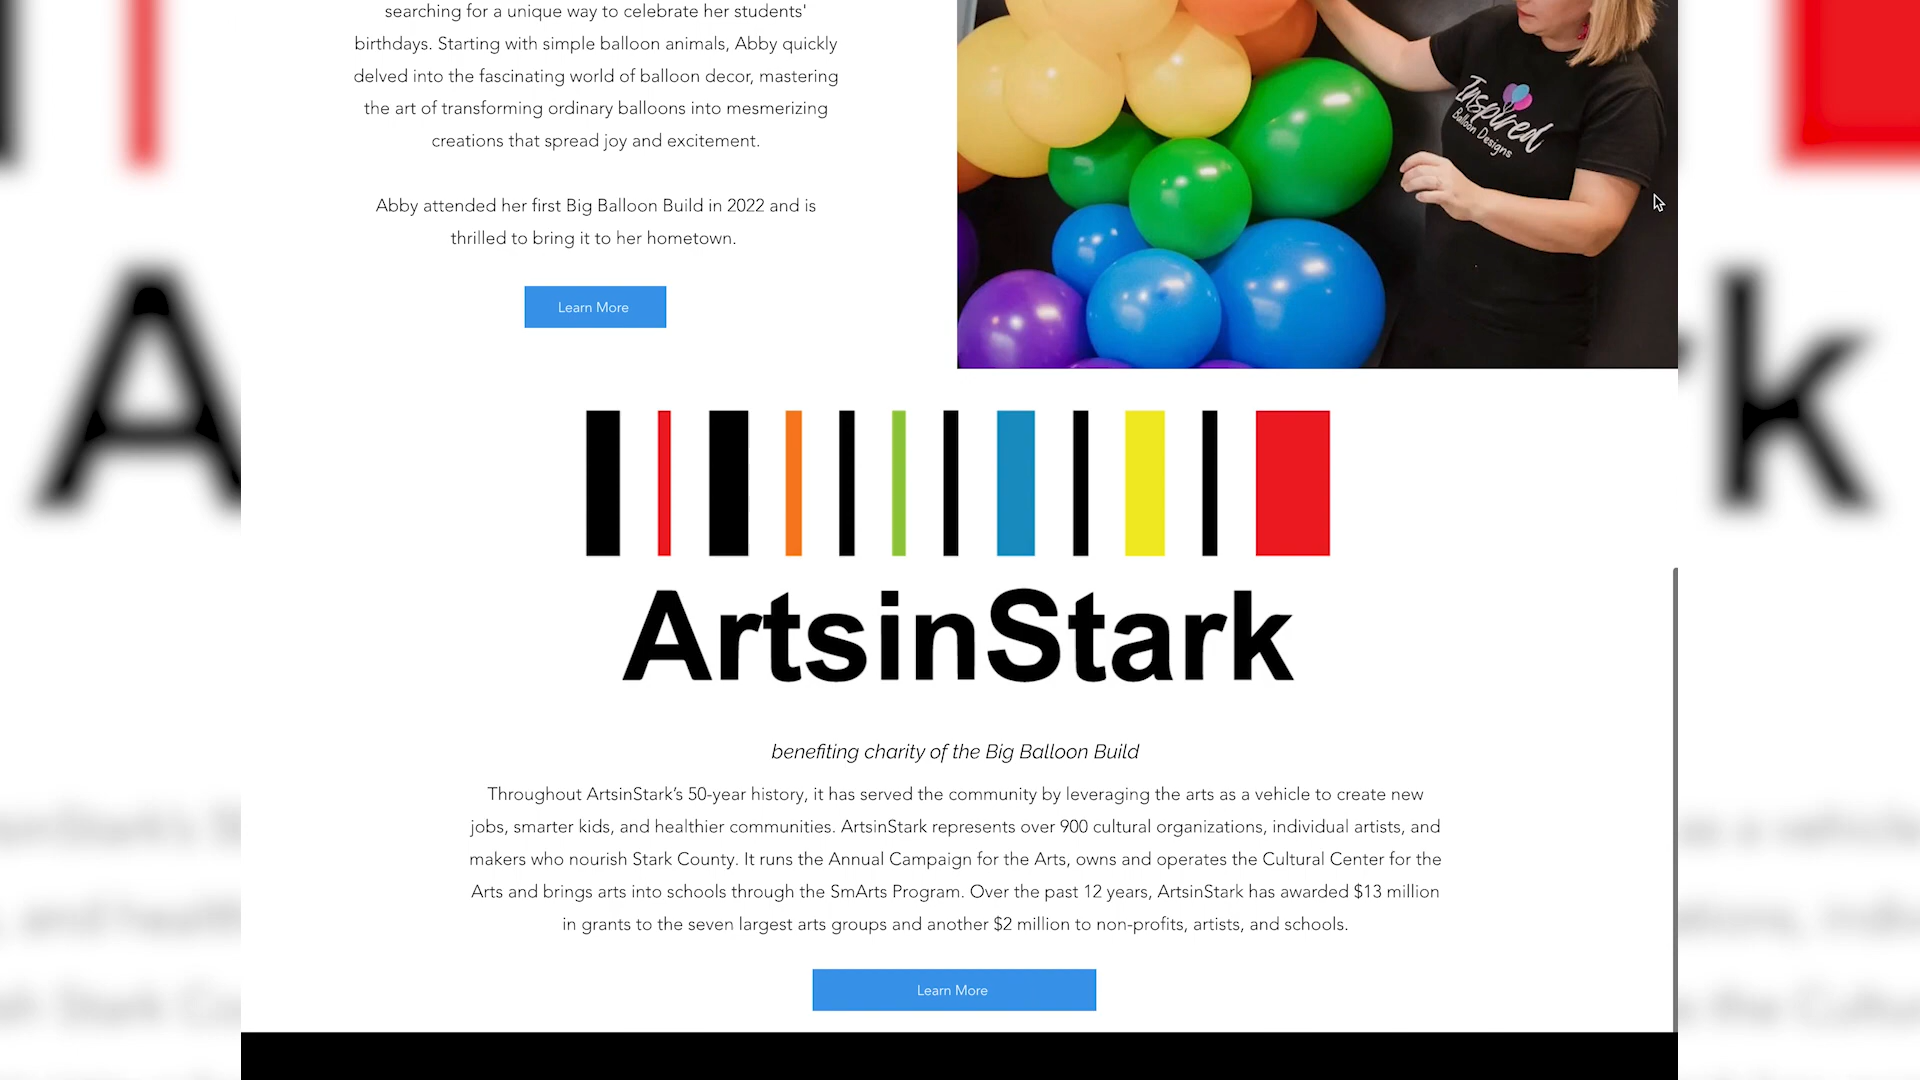 searching for a unique way to celebrate her students'
birthdays. Starting with simple balloon animals, Abby quickly
delved into the fascinating world of balloon decor, mastering
the art of transforming ordinary balloons into mesmerizing
creations that spread joy and excitement.
Abby attended her first Big Balloon Build in 2022 and is
thrilled to bring it to her hometown.
Learn More
Inspired
Balloon Designs
ArtsinStark
benefiting charity of the Big Balloon Build
Throughout ArtsinStark’s 50-year history, it has served the community by leveraging the arts as a vehicle to create new
jobs, smarter kids, and healthier communities. ArtsinStark represents over 900 cultural organizations, individual artists, and
makers who nourish Stark County. It runs the Annual Campaign for the Arts, owns and operates the Cultural Center for the
Arts and brings arts into schools through the SmArts Program. Over the past 12 years, ArtsinStark has awarded $13 million
in grants to the seven largest arts groups and another $2 million to non-profits, artists, and schools.
Learn More